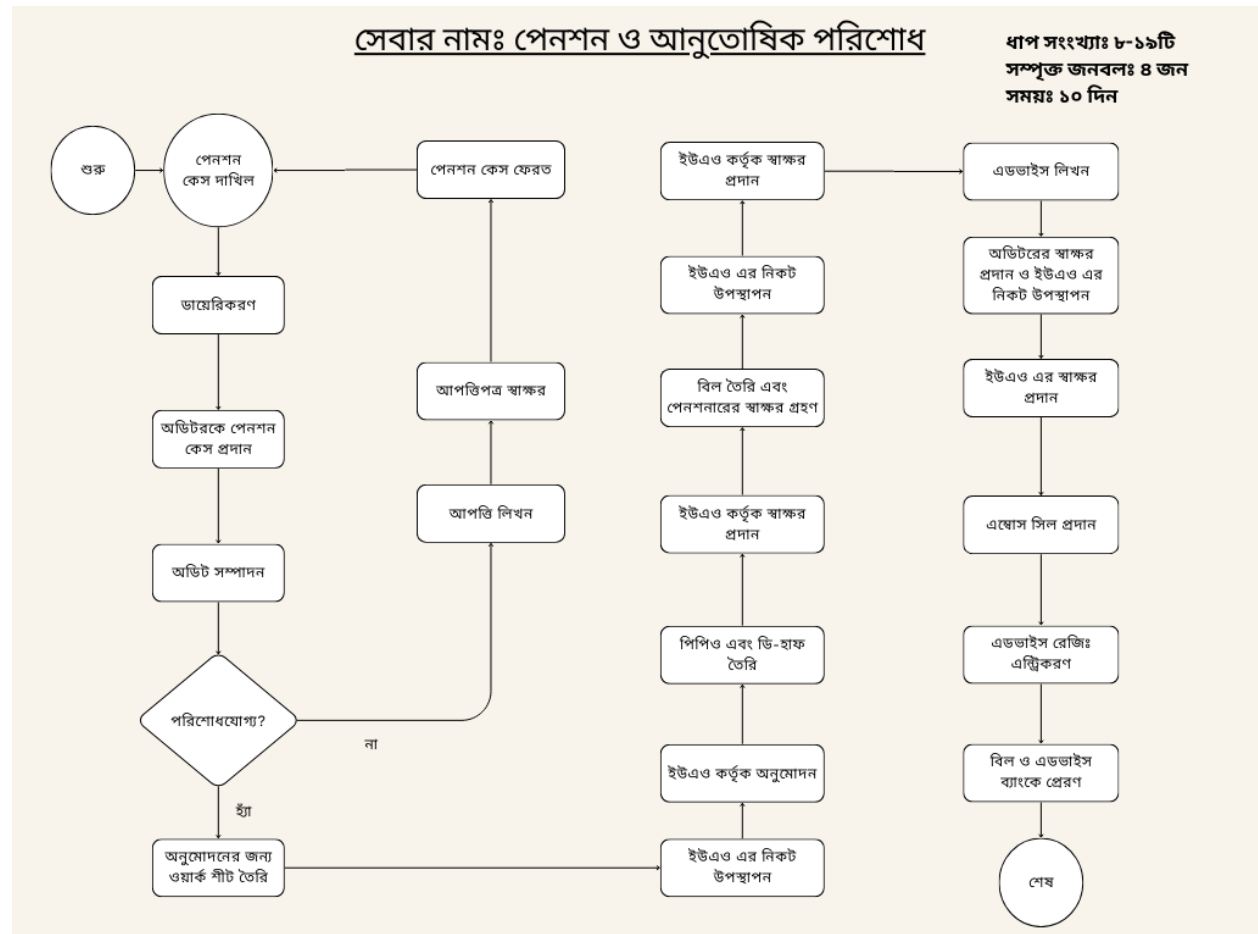 সেবার নামঃ পেনশন ও আনুতোষিক পরিশোধ
ধাপ সংংখ্যাঃ ৮-১৯টি
সম্পৃক্ত জনবলঃ ৪ জন
সময়ঃ ১০ দিন
শুরু
পেনশন
কেস দাখিল
ডায়েরিকরণ
অডিটরকে পেনশন
কেস প্রদান
অডিট সম্পাদন
পরিশোধযোগ্য?
না
হ্যাঁ
আপত্তি লিখন
আপত্তিপত্র স্বাক্ষর
পেনশন কেস ফেরত
অনুমোদনের জন্য
ওয়ার্ক শীট তৈরি
ইউএও এর নিকট
উপস্থাপন
ইউএও কর্তৃক অনুমোদন
পিপিও এবং ডি-হাফ
তৈরি
ইউএও কর্তৃক স্বাক্ষর
প্রদান
বিল তৈরি এবং
পেনশনারের স্বাক্ষর গ্রহণ
ইউএও এর নিকট
উপস্থাপন
ইউএও কর্তৃক স্বাক্ষর
প্রদান
এডভাইস লিখন
অডিটরের স্বাক্ষর
প্রদান ও ইউএও এর
নিকট উপস্থাপন
ইউএও এর স্বাক্ষর
প্রদান
এম্বোস সিল প্রদান
এডভাইস রেজিঃ
এন্ট্রিকরণ
বিল ও এডভাইস
ব্যাংকে প্রেরণ
শেষ